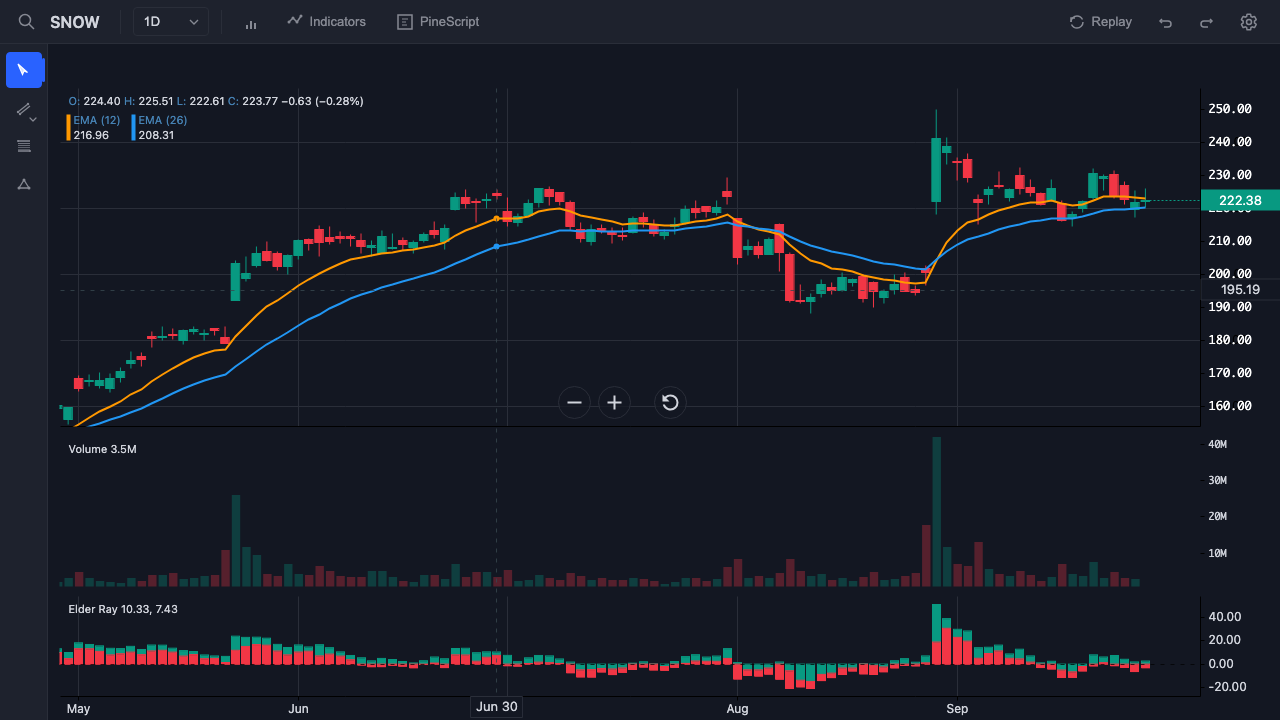 SNOW 1D Indicators PineScript Replay
O: 224.40 H: 225.51 L: 222.61 C: 223.77 −0.63 (−0.28%)
EMA (12) EMA (26)
216.96 208.31
250.00
240.00
230.00
222.38
210.00
200.00
195.19
190.00
180.00
170.00
160.00
Volume 3.5M
40M
30M
20M
10M
Elder Ray 10.33, 7.43
40.00
20.00
0.00
-20.00
May Jun Jun 30 Aug Sep